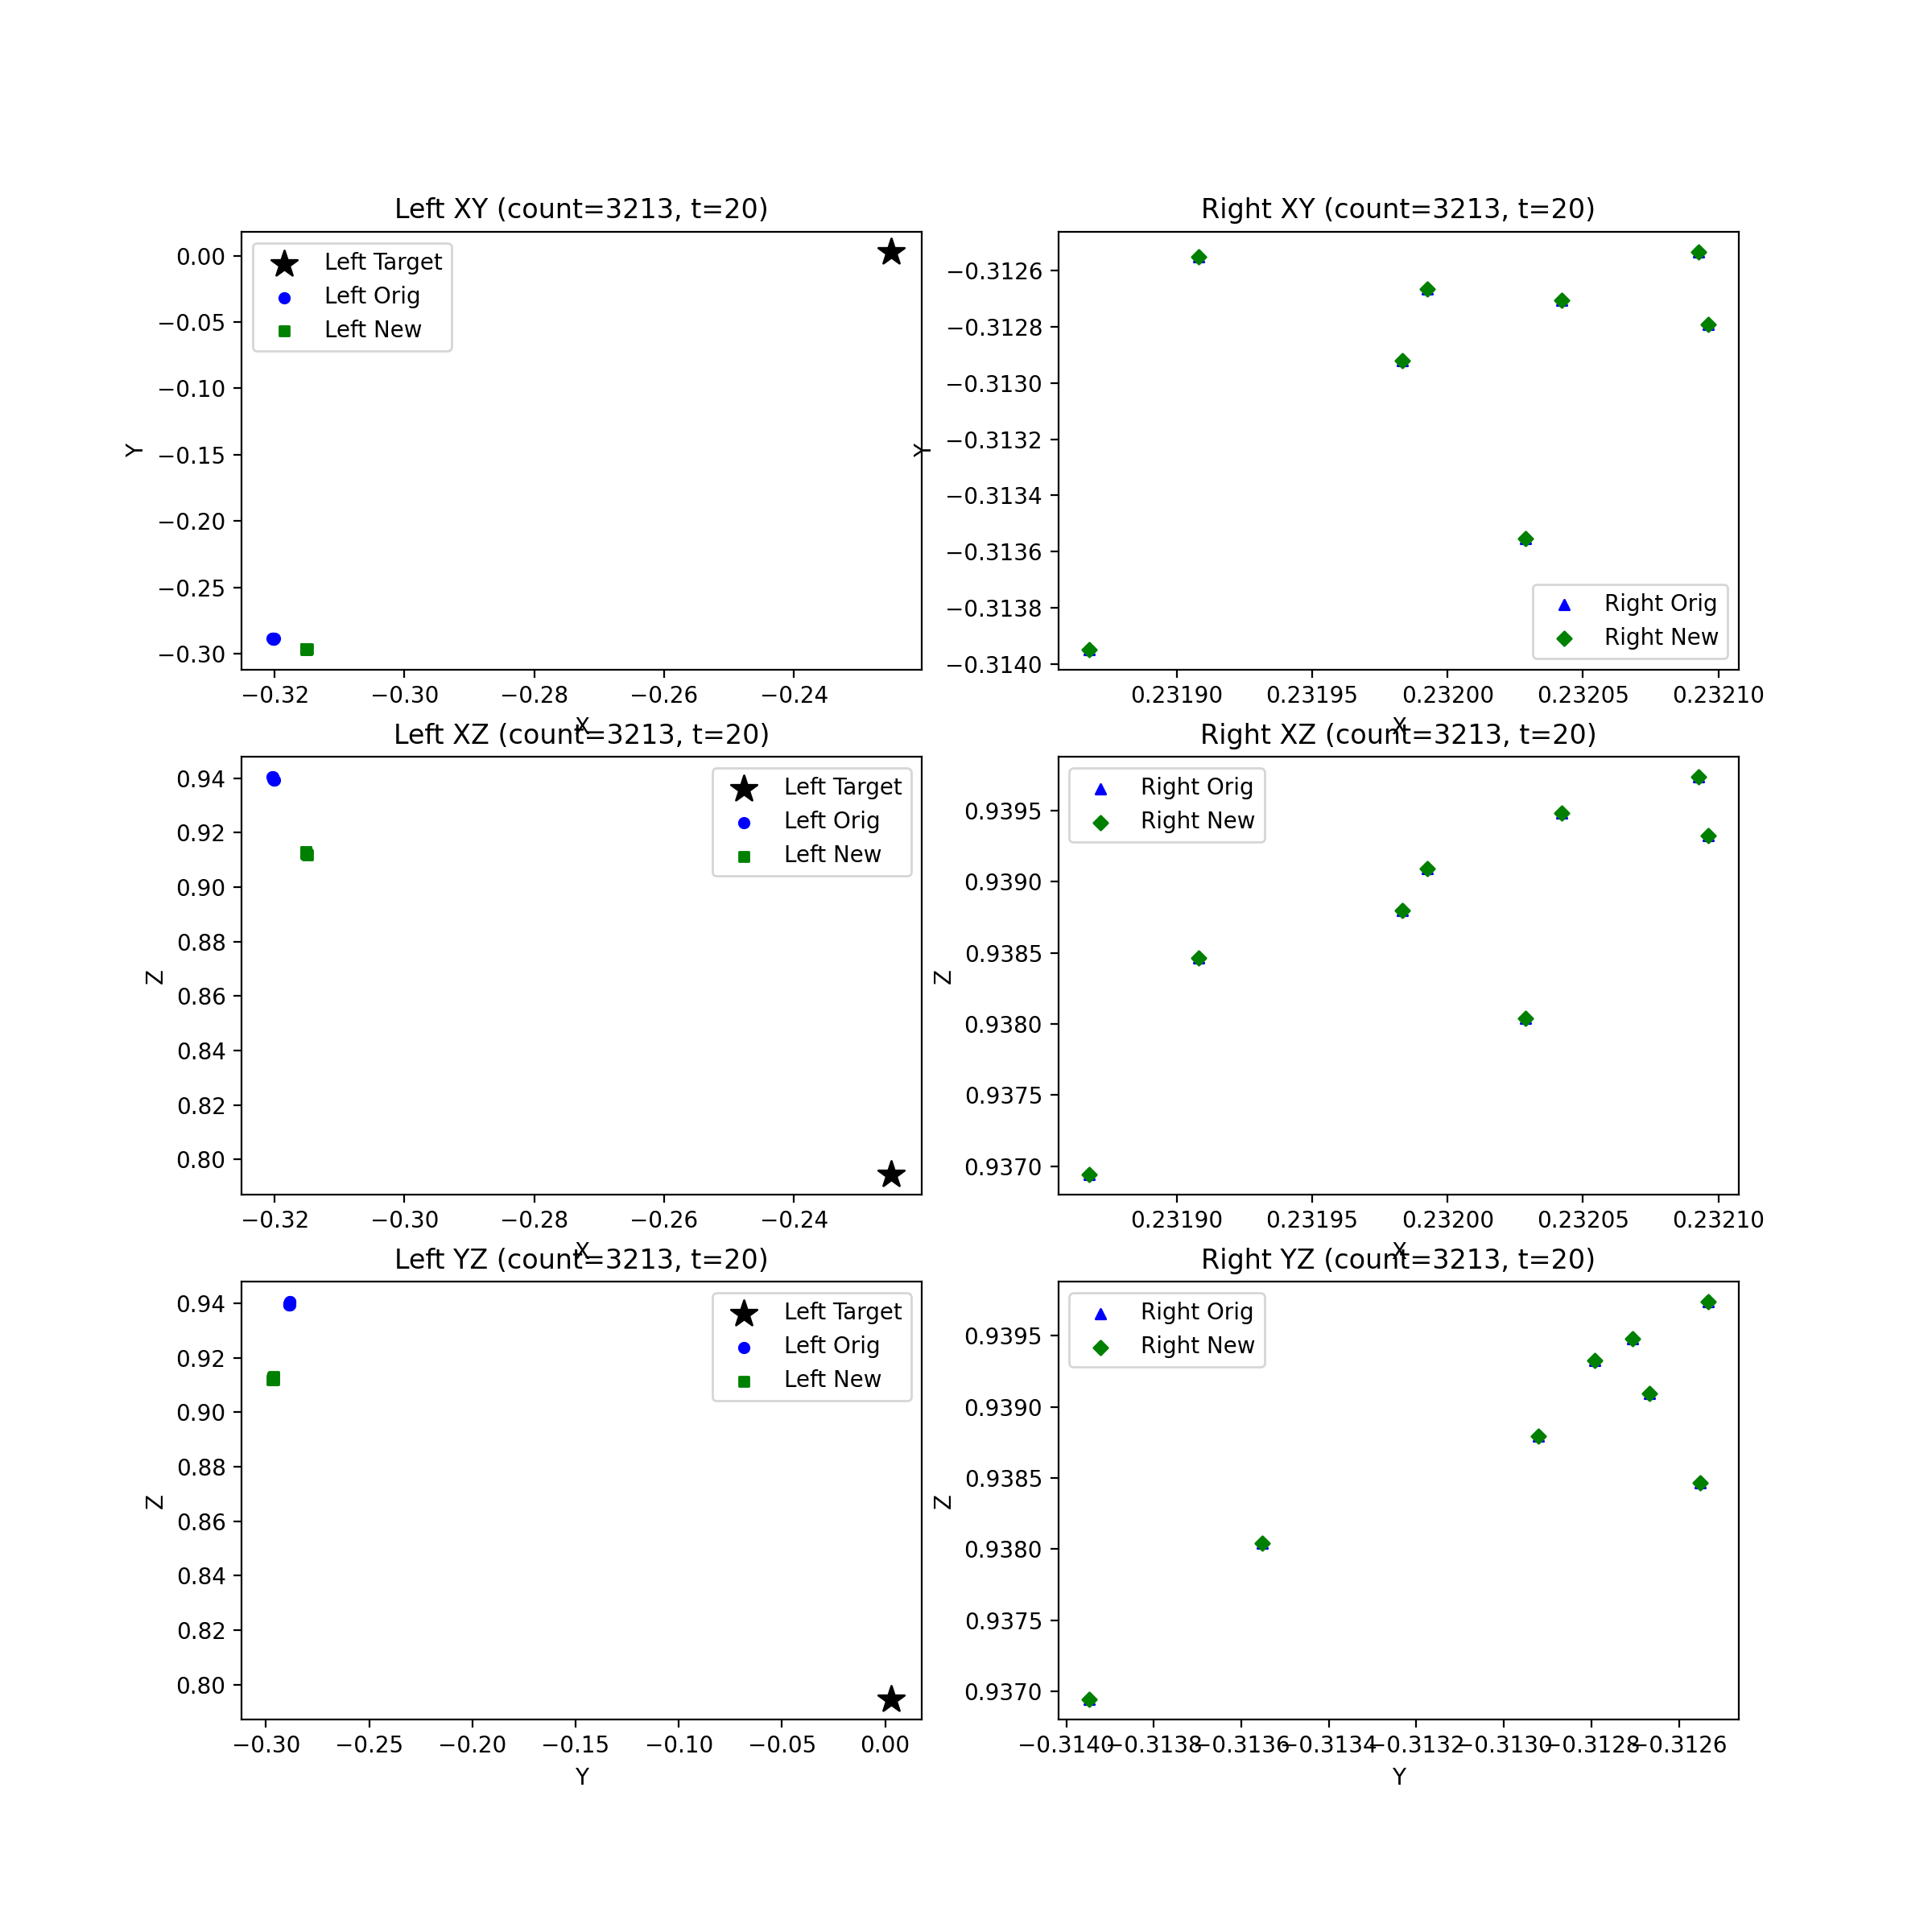 Left XY (count=3213, t=20)
0.00
−0.05
−0.10
−0.15
−0.20
−0.25
−0.30
Y
Left Target
Left Orig
Left New
−0.32
−0.30
−0.28
−0.26
−0.24
X
Right XY (count=3213, t=20)
−0.3126
−0.3128
−0.3130
−0.3132
−0.3134
−0.3136
−0.3138
−0.3140
Y
Right Orig
Right New
0.23190
0.23195
0.23200
0.23205
0.23210
X
Left XZ (count=3213, t=20)
0.94
0.92
0.90
0.88
0.86
0.84
0.82
0.80
Z
Left Target
Left Orig
Left New
−0.32
−0.30
−0.28
−0.26
−0.24
X
Right XZ (count=3213, t=20)
0.9395
0.9390
0.9385
0.9380
0.9375
0.9370
Z
Right Orig
Right New
0.23190
0.23195
0.23200
0.23205
0.23210
X
Left YZ (count=3213, t=20)
0.94
0.92
0.90
0.88
0.86
0.84
0.82
0.80
Z
Left Target
Left Orig
Left New
−0.30
−0.25
−0.20
−0.15
−0.10
−0.05
0.00
Y
Right YZ (count=3213, t=20)
0.9395
0.9390
0.9385
0.9380
0.9375
0.9370
Z
Right Orig
Right New
−0.3140
−0.3138
−0.3136
−0.3134
−0.3132
−0.3130
−0.3128
−0.3126
Y